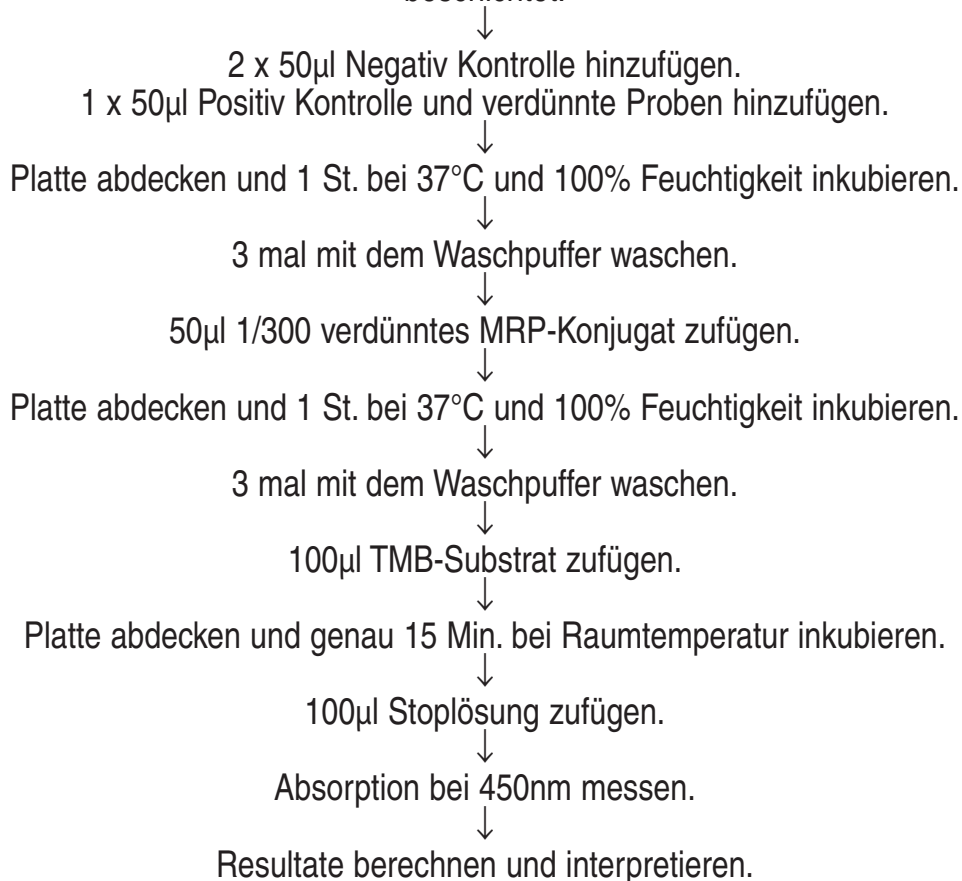 beschichtet.
↓
2 x 50µl Negativ Kontrolle hinzufügen.
1 x 50µl Positiv Kontrolle und verdünnte Proben hinzufügen.
↓
Platte abdecken und 1 St. bei 37°C und 100% Feuchtigkeit inkubieren.
↓
3 mal mit dem Waschpuffer waschen.
↓
50µl 1/300 verdünntes MRP-Konjugat zufügen.
↓
Platte abdecken und 1 St. bei 37°C und 100% Feuchtigkeit inkubieren.
↓
3 mal mit dem Waschpuffer waschen.
↓
100µl TMB-Substrat zufügen.
↓
Platte abdecken und genau 15 Min. bei Raumtemperatur inkubieren.
↓
100µl Stoplösung zufügen.
↓
Absorption bei 450nm messen.
↓
Resultate berechnen und interpretieren.